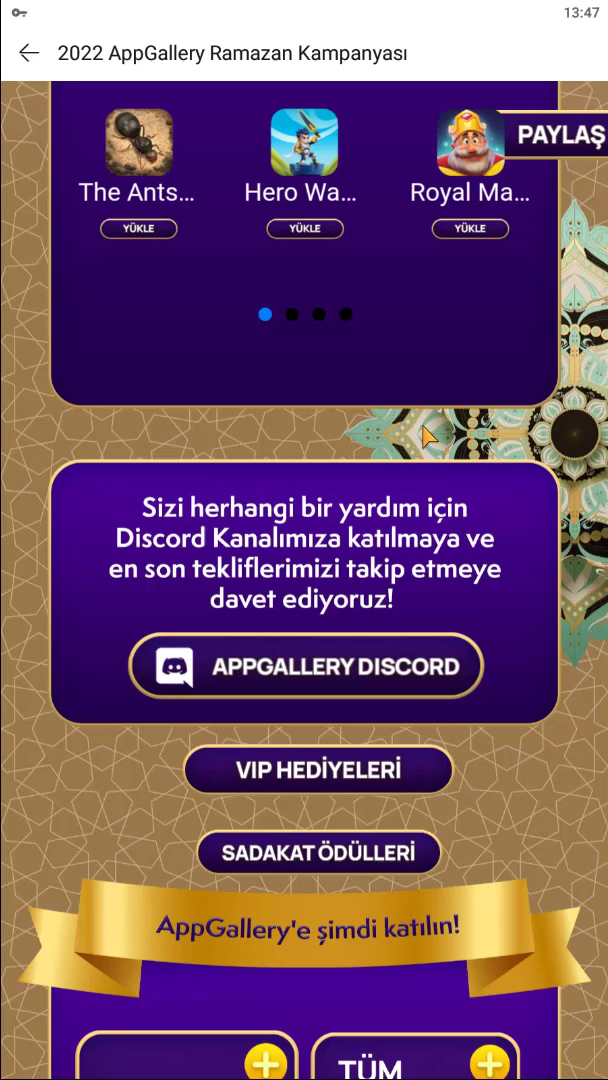 13:47
2022 AppGallery Ramazan Kampanyası
PAYLAŞ
The Ants... Hero Wa... Royal Ma...
YÜKLE YÜKLE YÜKLE
Sizi herhangi bir yardım için
Discord Kanalımıza katılmaya ve
en son tekliflerimizi takip etmeye
davet ediyoruz!
APPGALLERY DISCORD
VIP HEDİYELERİ
SADAKAT ÖDÜLLERİ
AppGallery'e şimdi katılın!
TÜM